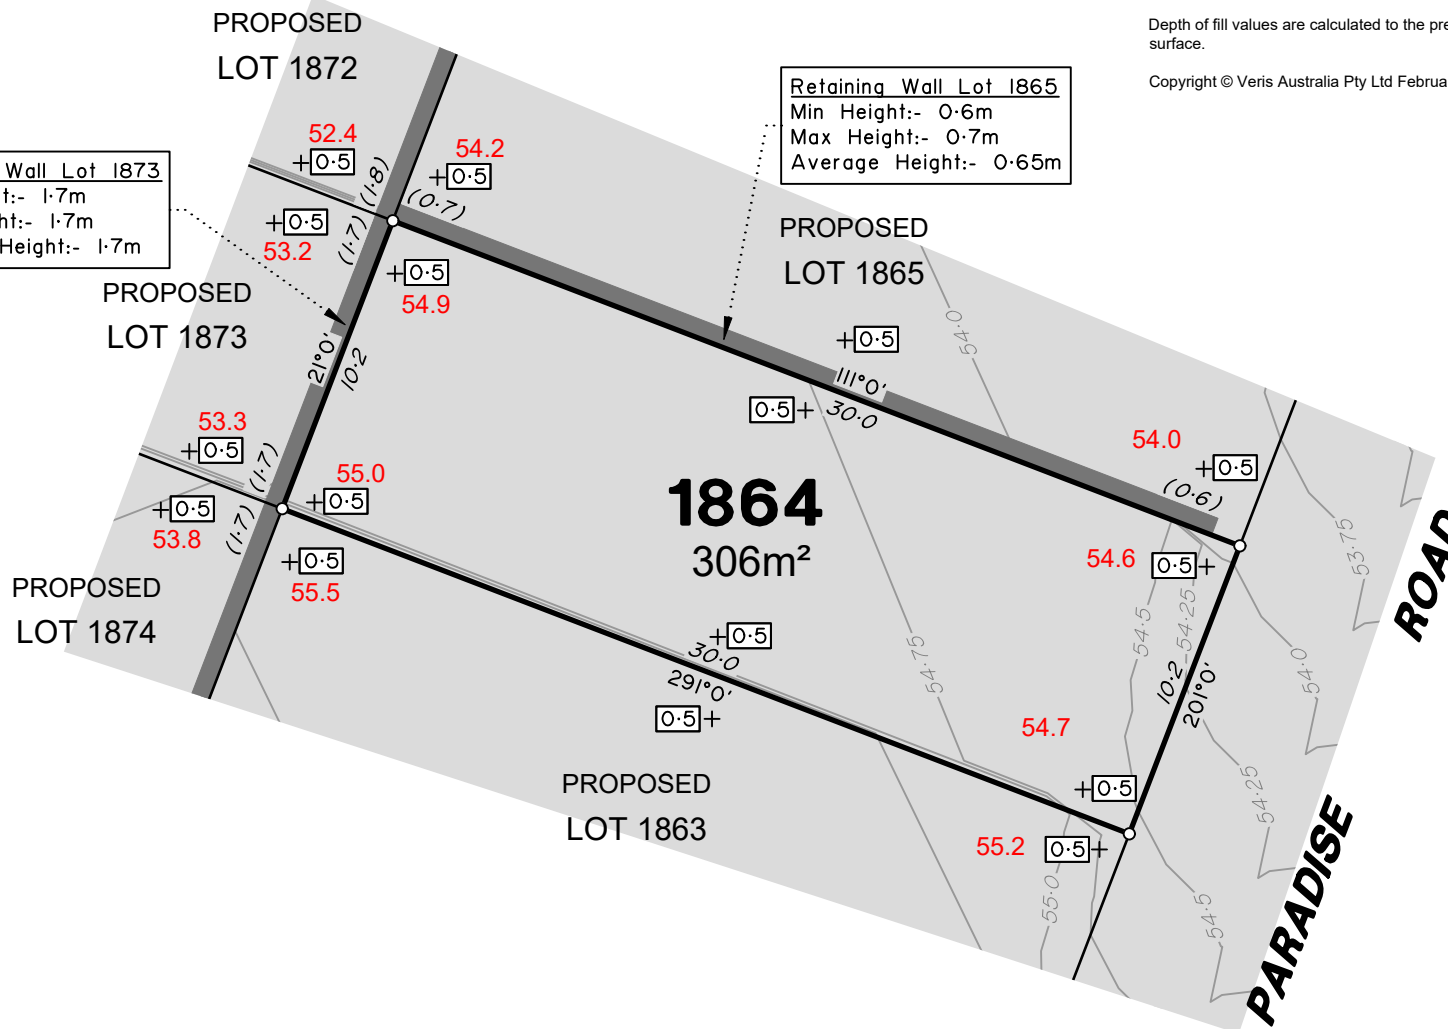 PROPOSED
LOT 1872
Depth of fill values are calculated to the
surface.
Copyright © Veris Australia Pty Ltd
Retaining Wall Lot 1865
Min Height:- 0·6m
Max Height:- 0·7m
Average Height:- 0·65m
Wall Lot 1873
1·7m
1·7m
Height:- 1·7m
52.4
+0·5
54.2
+0·5
(1·8)
(0·7)
+0·5
53.2
(1·7)
+0·5
54.9
PROPOSED
LOT 1865
PROPOSED
LOT 1873
21°0'
10·2
54·0
+0·5
111°0'
0·5+
30·0
53.3
+0·5
(1·7)
55.0
+0·5
54.0
+0·5
(0·6)
1864
306m²
+0·5
53.8
(1·7)
+0·5
55.5
54.6
0·5+
53·75
ROAD
PROPOSED
LOT 1874
54·5
54·25
+0·5
30·0
291°0'
0·5+
54·75
10·2
201°0'
54·0
54.7
+0·5
PROPOSED
LOT 1863
54·25
55.2
0·5+
55·0
54·5
PARADISE